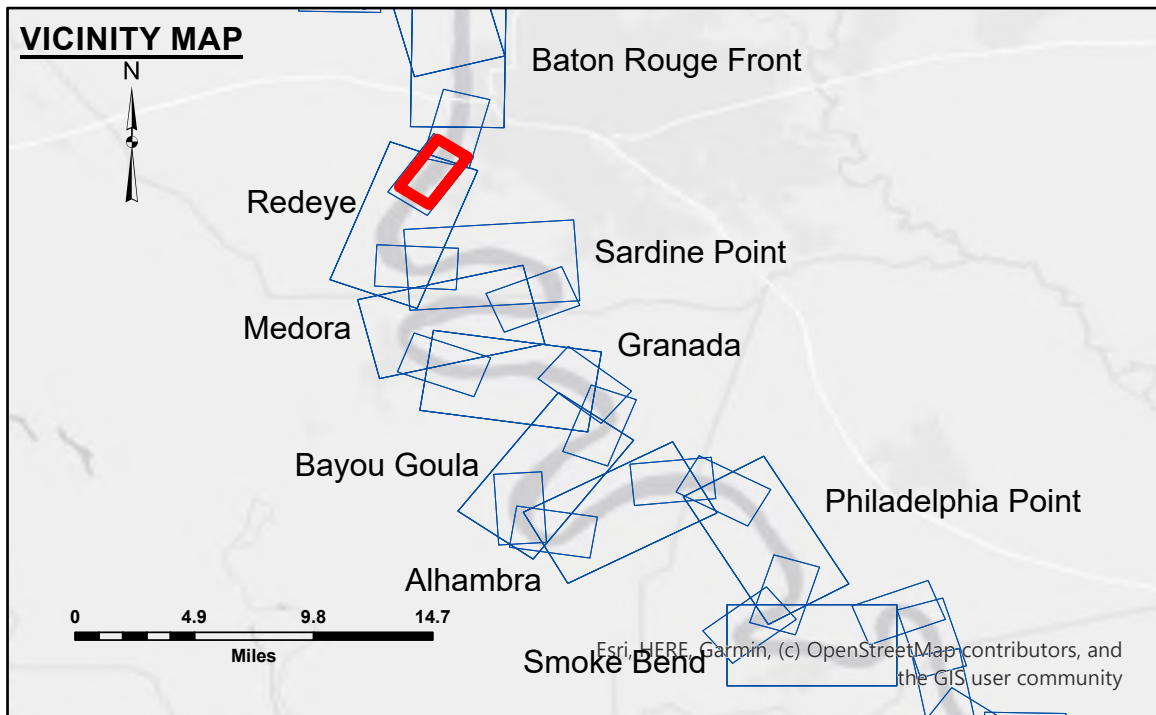 VICINITY MAP
N
Baton Rouge Front
Redeye
Sardine Point
Medora
Granada
Bayou Goula
Philadelphia Point
Alhambra
0 4.9 9.8 14.7
Miles
Smoke Bend
Esri, HERE, Garmin, (c) OpenStreetMap contributors, and
the GIS user community